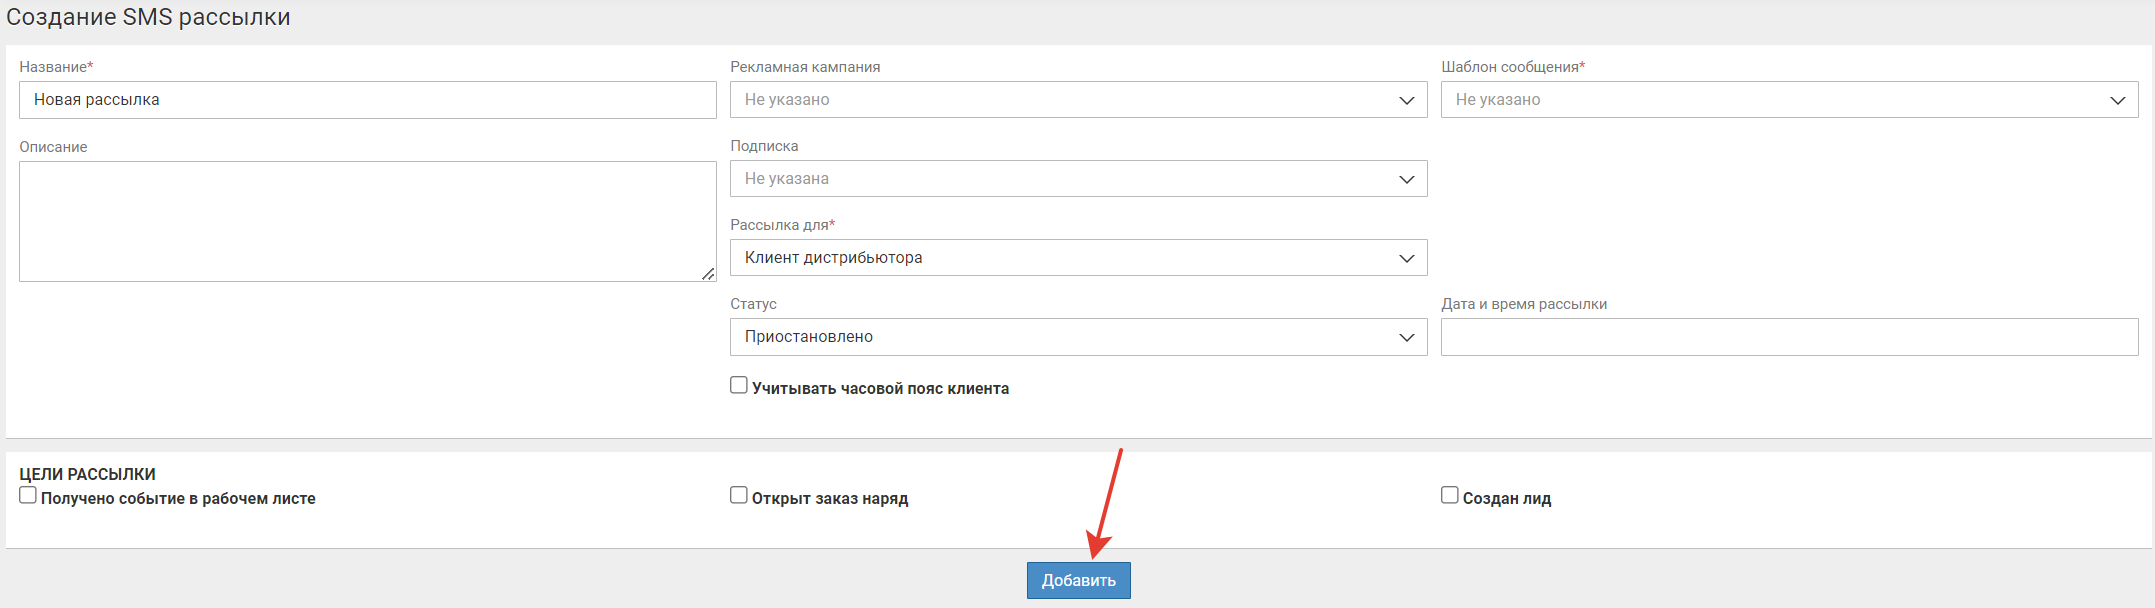 Создание SMS рассылки
Название*
Новая рассылка
Описание
Рекламная кампания
Не указано
Подписка
Не указана
Рассылка для*
Клиент дистрибьютора
Статус
Приостановлено
Учитывать часовой пояс клиента
Шаблон сообщения*
Не указано
Дата и время рассылки
ЦЕЛИ РАССЫЛКИ
Получено событие в рабочем листе
Открыт заказ наряд
Создан лид
Добавить